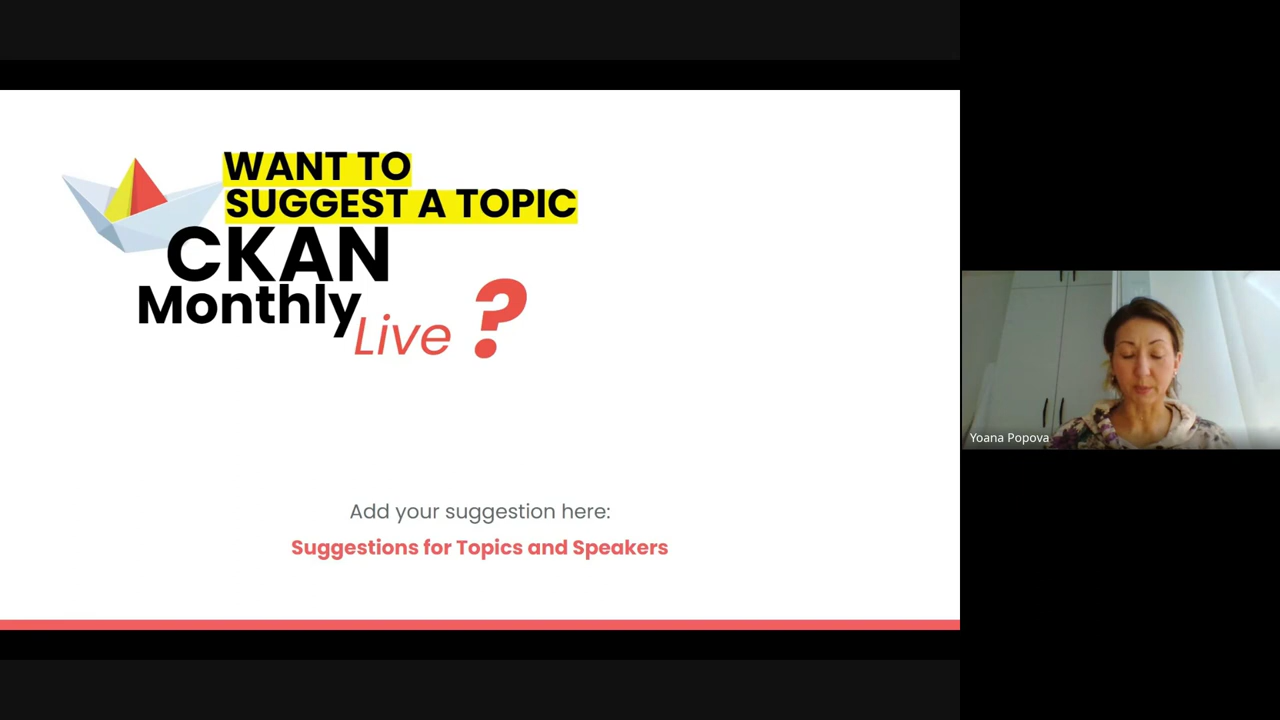 WANT TO
SUGGEST A TOPIC
CKAN
Monthly
Live ?
Add your suggestion here:
Suggestions for Topics and Speakers
Yoana Popova